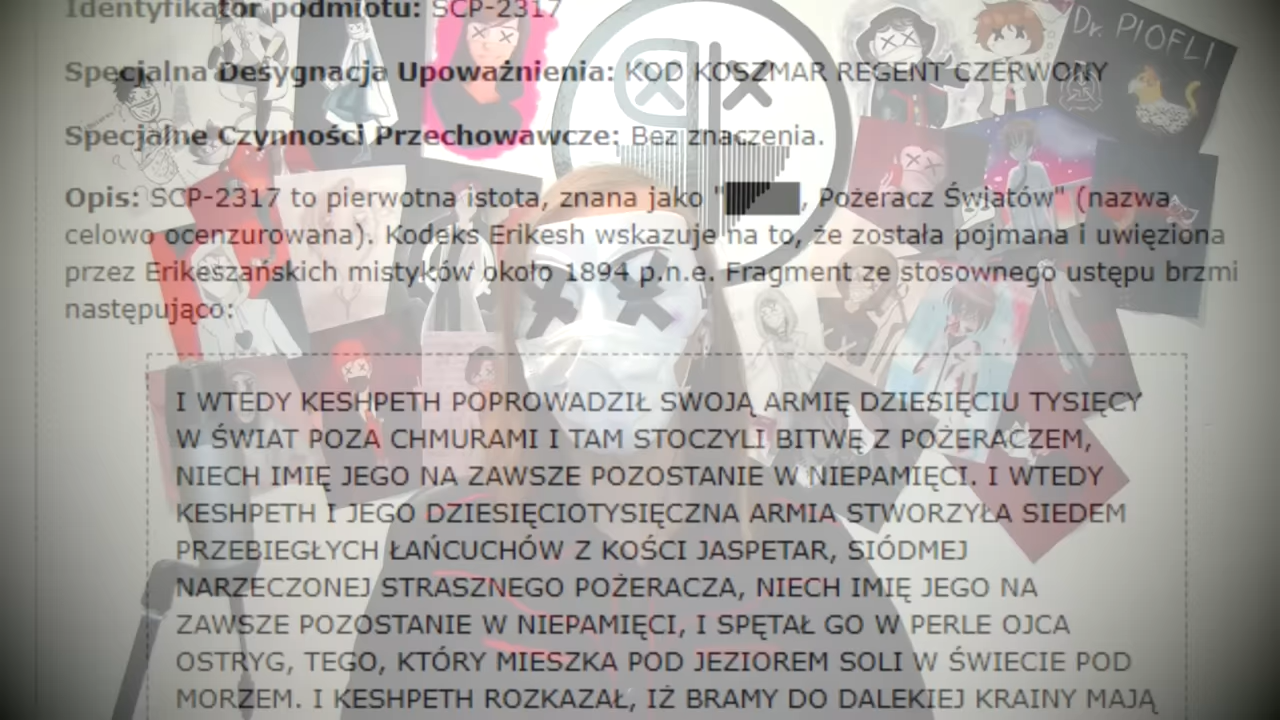 Identyfikator podmiotu: SCP-2317
Dr. PIOFLI
Specjalna Desygnacja Upoważnienia: KOD KOSZMAR REGENT CZERWONY
Specjalne Czynności Przechowawcze: Bez znaczenia.
Opis: SCP-2317 to pierwotna istota, znana jako "█████, Pożeracz Światów" (nazwa
celowo ocenzurowana). Kodeks Erikesh wskazuje na to, że została pojmana i uwięziona
przez Erikeszańskich mistyków około 1894 p.n.e. Fragment ze stosownego ustępu brzmi
następująco:
I WTEDY KESHPETH POPROWADZIŁ SWOJĄ ARMIĘ DZIESIĘCIU TYSIĘCY
W ŚWIAT POZA CHMURAMI I TAM STOCZYLI BITWĘ Z POŻERACZEM,
NIECH IMIĘ JEGO NA ZAWSZE POZOSTANIE W NIEPAMIĘCI. I WTEDY
KESHPETH I JEGO DZIESIĘCIOTYSIĘCZNA ARMIA STWORZYŁA SIEDEM
PRZEBIEGŁYCH ŁAŃCUCHÓW Z KOŚCI JASPETAR, SIÓDMEJ
NARZECZONEJ STRASZNEGO POŻERACZA, NIECH IMIĘ JEGO NA
ZAWSZE POZOSTANIE W NIEPAMIĘCI, I SPĘTAŁ GO W PERLE OJCA
OSTRYG, TEGO, KTÓRY MIESZKA POD JEZIOREM SOLI W ŚWIECIE POD
MORZEM. I KESHPETH ROZKAZAŁ, IŻ BRAMY DO DALEKIEJ KRAINY MAJĄ